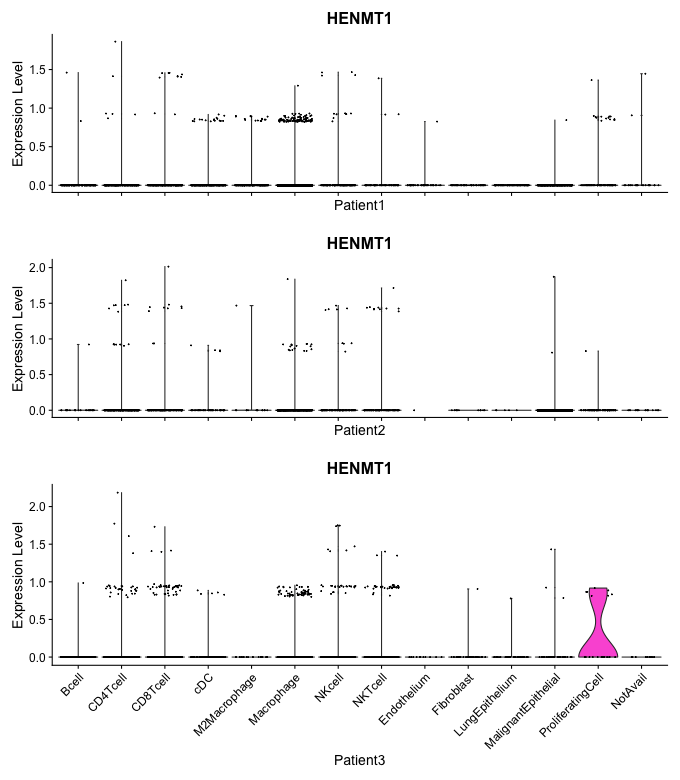 HENMT1
Expression Level
1.5
1.0
0.5
0.0
Patient1
HENMT1
Expression Level
2.0
1.5
1.0
0.5
0.0
Patient2
HENMT1
Expression Level
2.0
1.5
1.0
0.5
0.0
Bcell
CD4Tcell
CD8Tcell
cDC
M2Macrophage
Macrophage
NKcell
NKTcell
Endothelium
Fibroblast
LungEpithelium
MalignantEpithelial
ProliferatingCell
NotAvail
Patient3